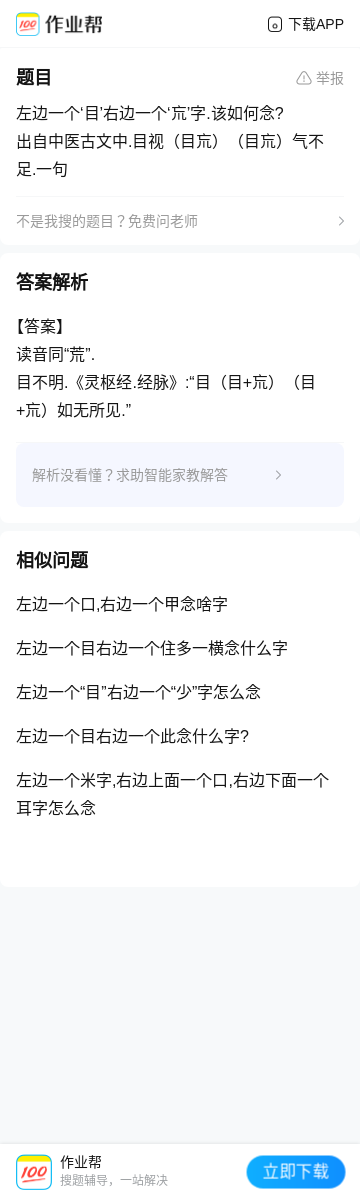 作业帮
下载APP
题目
举报
左边一个‘目’右边一个‘巟’字.该如何念?
出自中医古文中.目视（目巟）（目巟）气不
足.一句
不是我搜的题目？免费问老师
答案解析
【答案】
读音同“荒”.
目不明.《灵枢经.经脉》:“目（目+巟）（目
+巟）如无所见.”
解析没看懂？求助智能家教解答
相似问题
左边一个口,右边一个甲念啥字
左边一个目右边一个住多一横念什么字
左边一个“目”右边一个“少”字怎么念
左边一个目右边一个此念什么字?
左边一个米字,右边上面一个口,右边下面一个
耳字怎么念
作业帮
搜题辅导，一站解决
立即下载